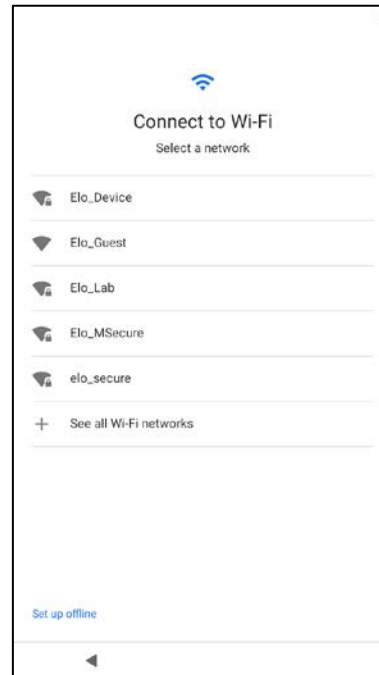 Connect to Wi-Fi
Select a network
Elo_Device
Elo_Guest
Elo_Lab
Elo_MSecure
elo_secure
See all Wi-Fi networks
Set up offline